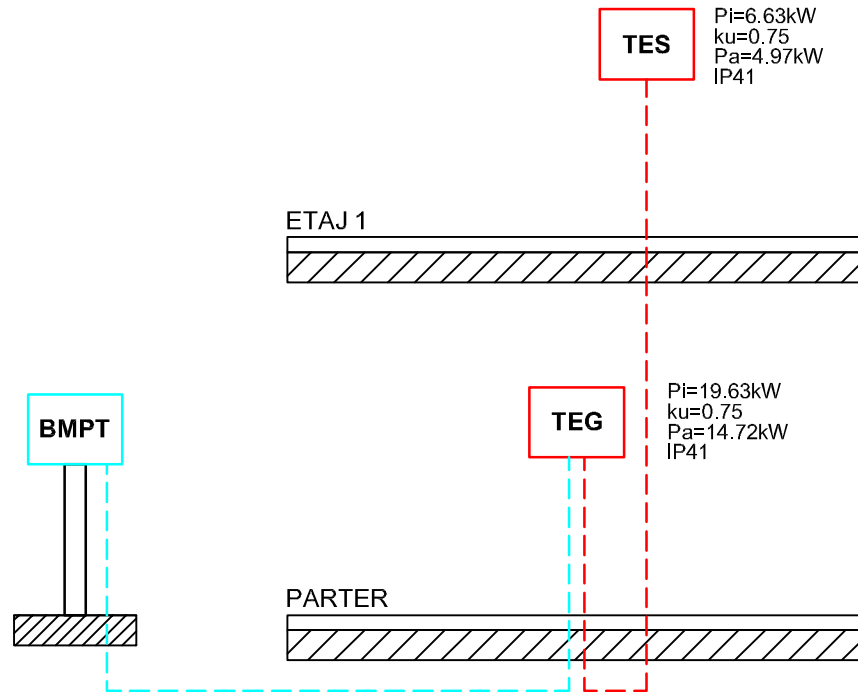 TES
Pi=6.63kW
ku=0.75
Pa=4.97kW
IP41
ETAJ 1
BMPT
TEG
Pi=19.63kW
ku=0.75
Pa=14.72kW
IP41
PARTER